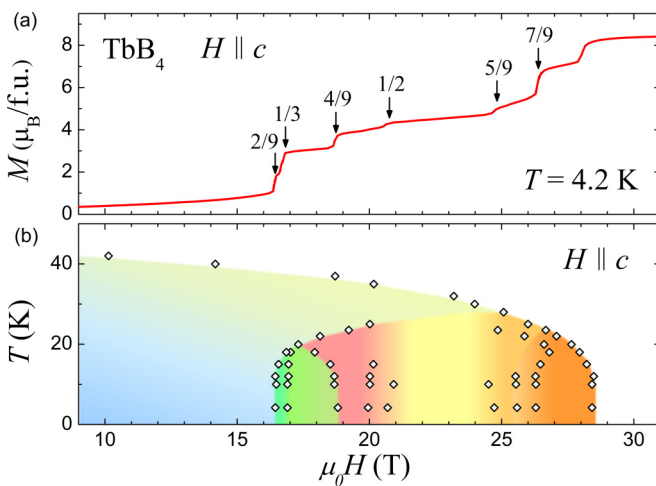 (a)
TbB₄ H ∥ c
M (μ_B/f.u.)
8
6
4
2
0
2/9
1/3
4/9
1/2
5/9
7/9
T = 4.2 K
(b)
H ∥ c
T (K)
40
20
0
10
15
20
25
30
μ₀H (T)